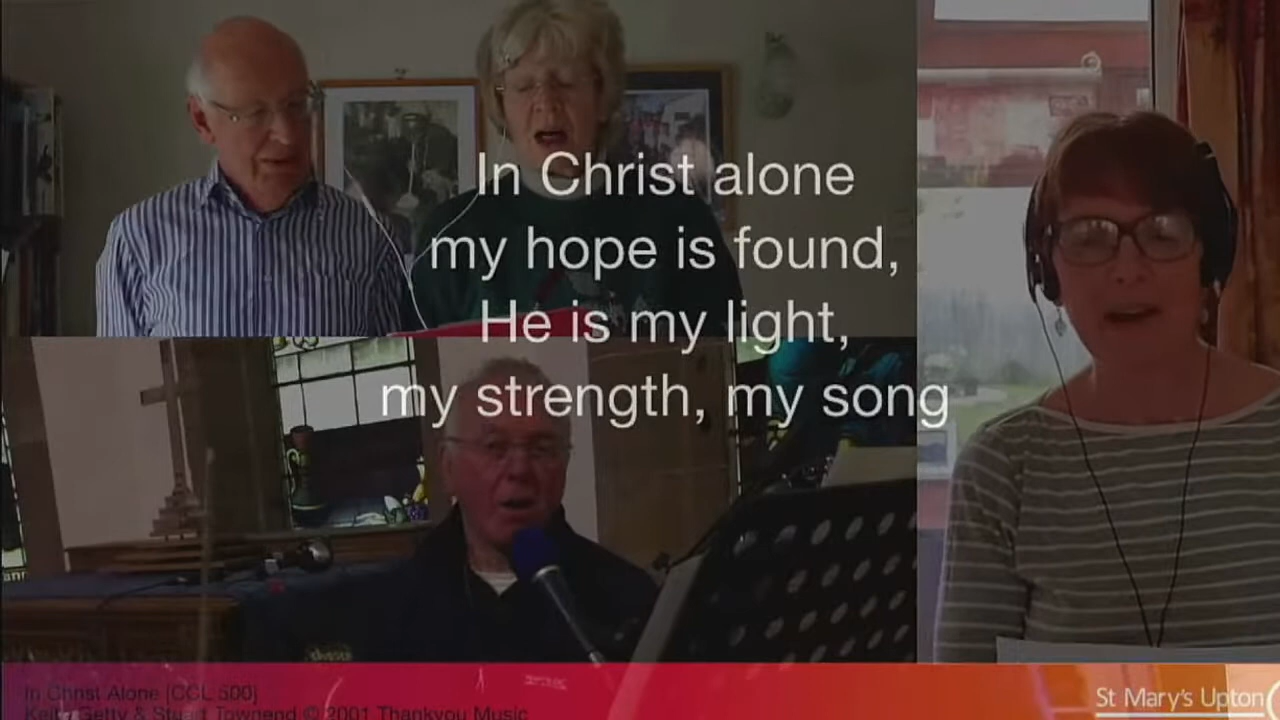 In Christ alone
my hope is found,
He is my light,
my strength, my song
In Christ Alone [CCL 500]
Keith Getty & Stuart Townend © 2001 Thankyou Music
St Mary's Upton